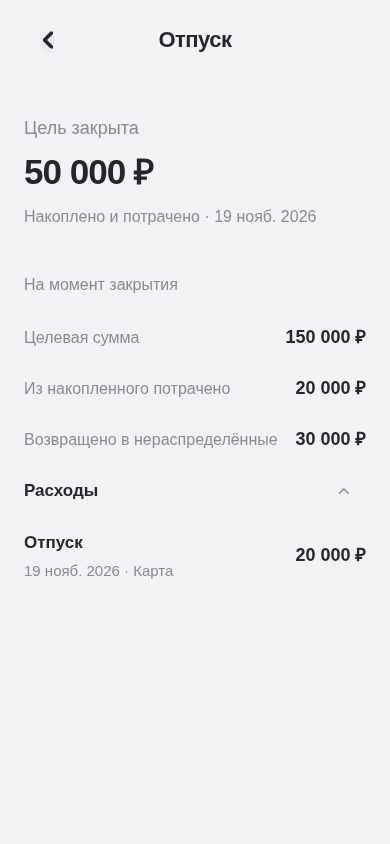 Отпуск
Цель закрыта
50 000 ₽
Накоплено и потрачено · 19 нояб. 2026
На момент закрытия
Целевая сумма 150 000 ₽
Из накопленного потрачено 20 000 ₽
Возвращено в нераспределённые 30 000 ₽
Расходы
Отпуск 20 000 ₽
19 нояб. 2026 · Карта